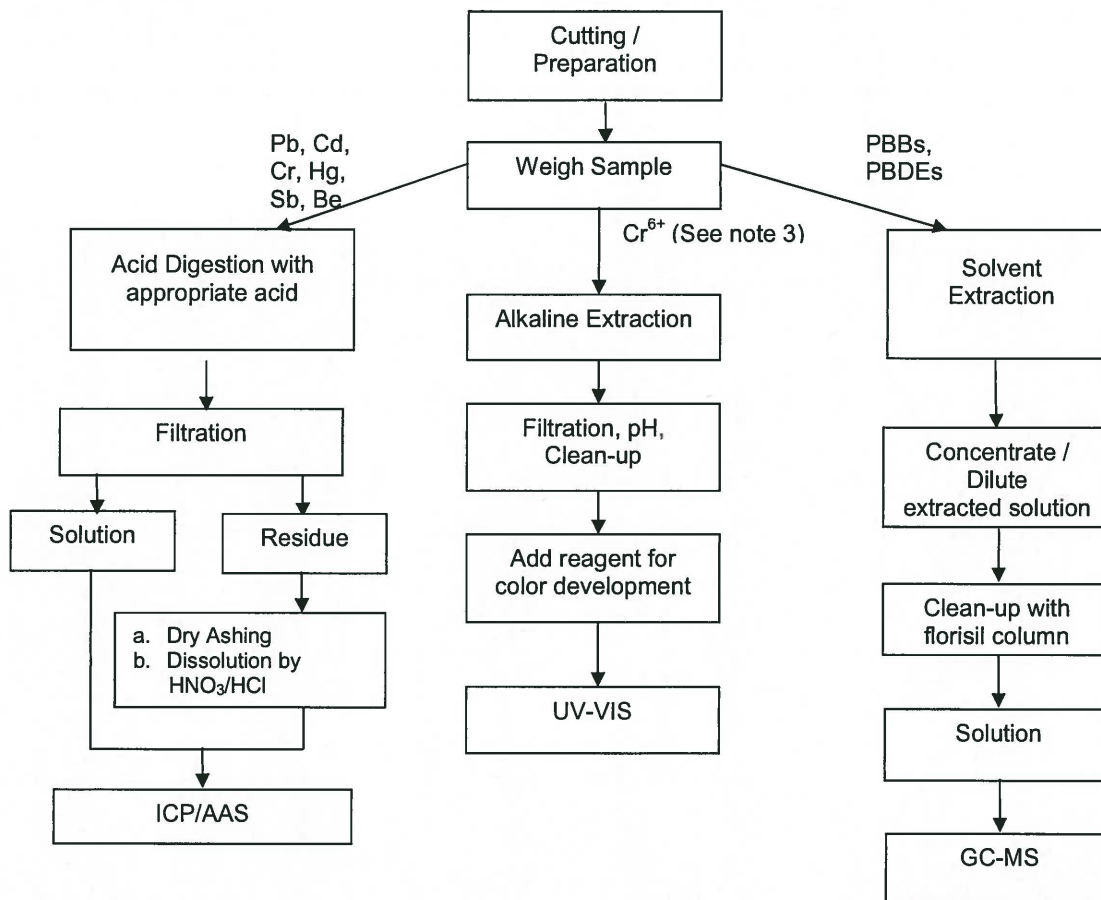 Cutting /
Preparation
Weigh Sample
Pb, Cd,
Cr, Hg,
Sb, Be
PBBs,
PBDEs
Cr⁶⁺ (See note 3)
Acid Digestion with
appropriate acid
Filtration
Solution
Residue
a. Dry Ashing
b. Dissolution by
HNO₃/HCl
ICP/AAS
Alkaline Extraction
Filtration, pH,
Clean-up
Add reagent for
color development
UV-VIS
Solvent
Extraction
Concentrate /
Dilute
extracted solution
Clean-up with
florisil column
Solution
GC-MS